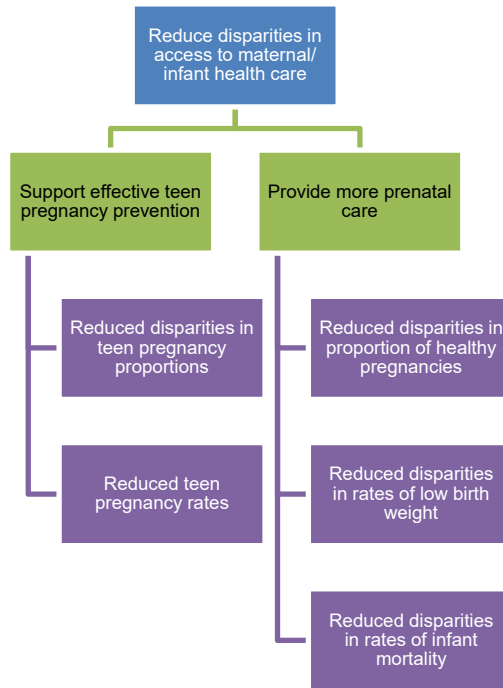 Reduce disparities in
access to maternal/
infant health care
Support effective teen
pregnancy prevention
Provide more prenatal
care
Reduced disparities in
teen pregnancy
proportions
Reduced disparities in
proportion of healthy
pregnancies
Reduced teen
pregnancy rates
Reduced disparities
in rates of low birth
weight
Reduced disparities
in rates of infant
mortality